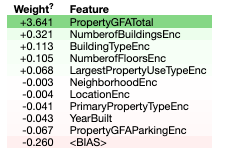 Weight? Feature
+3.641 PropertyGFATotal
+0.321 NumberofBuildingsEnc
+0.113 BuildingTypeEnc
+0.105 NumberofFloorsEnc
+0.068 LargestPropertyUseTypeEnc
-0.003 NeighborhoodEnc
-0.004 LocationEnc
-0.041 PrimaryPropertyTypeEnc
-0.043 YearBuilt
-0.067 PropertyGFAParkingEnc
-0.260 <BIAS>